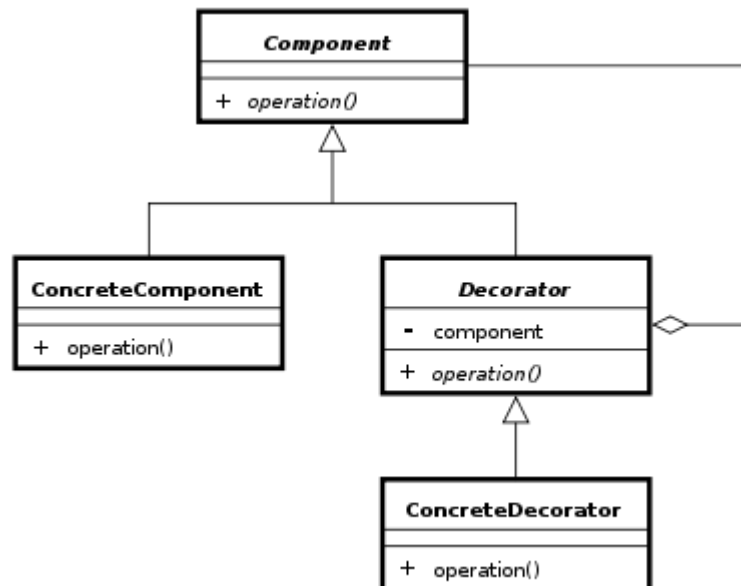 Component
+ operation()
ConcreteComponent
+ operation()
Decorator
- component
+ operation()
ConcreteDecorator
+ operation()